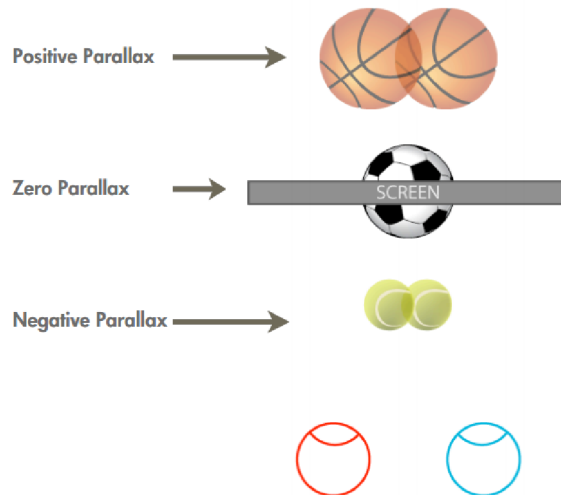 Positive Parallax
Zero Parallax
SCREEN
Negative Parallax